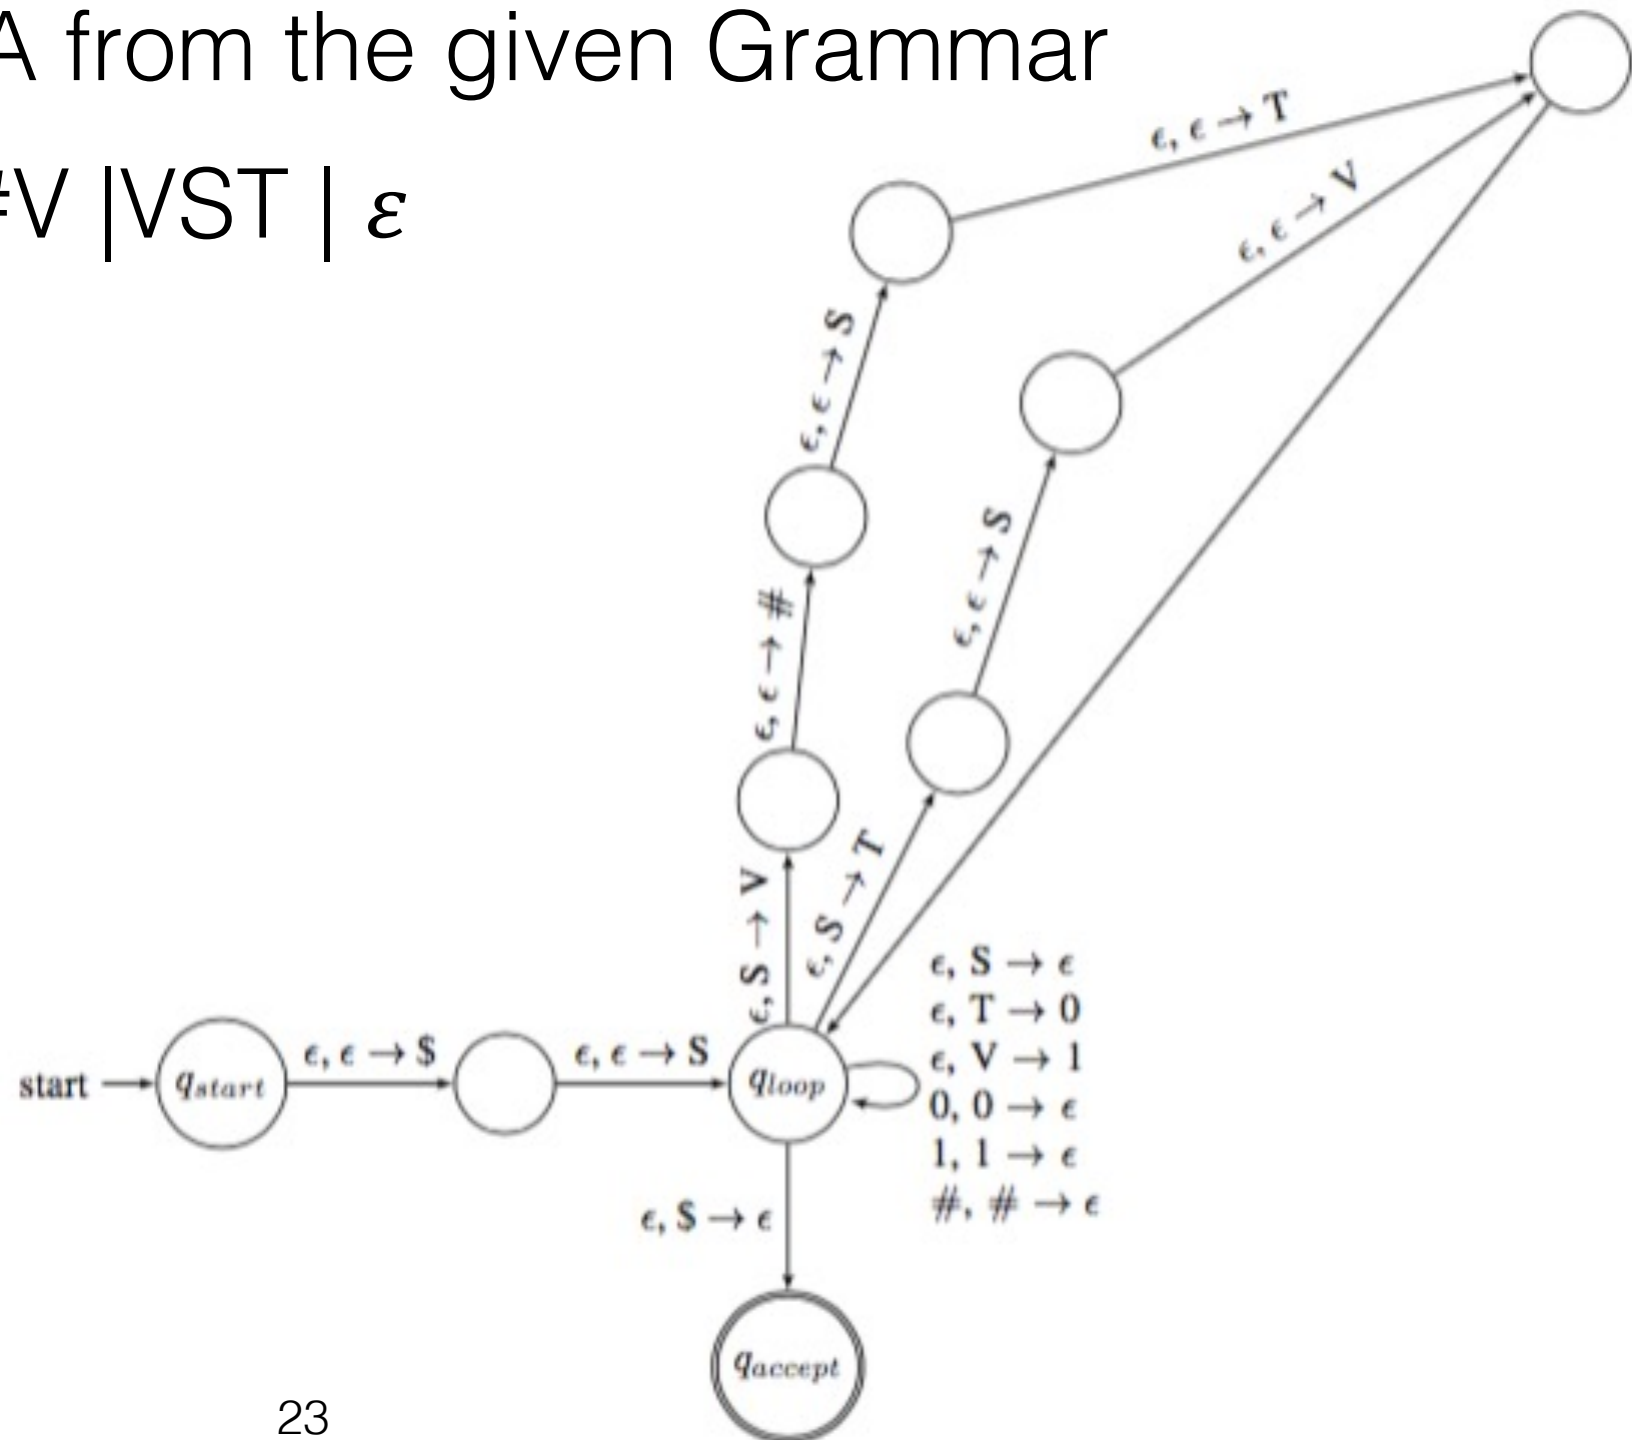 A from the given Grammar
#V |VST | ε
ϵ, ϵ → T
ϵ, ϵ → V
ϵ, ϵ → S
ϵ, ϵ → S
ϵ, ϵ → #
ϵ, S → V
ϵ, S → T
start
q_start
ϵ, ϵ → $
ϵ, ϵ → S
q_loop
ϵ, S → ϵ
ϵ, T → 0
ϵ, V → 1
0, 0 → ϵ
1, 1 → ϵ
#, # → ϵ
ϵ, $ → ϵ
q_accept
23